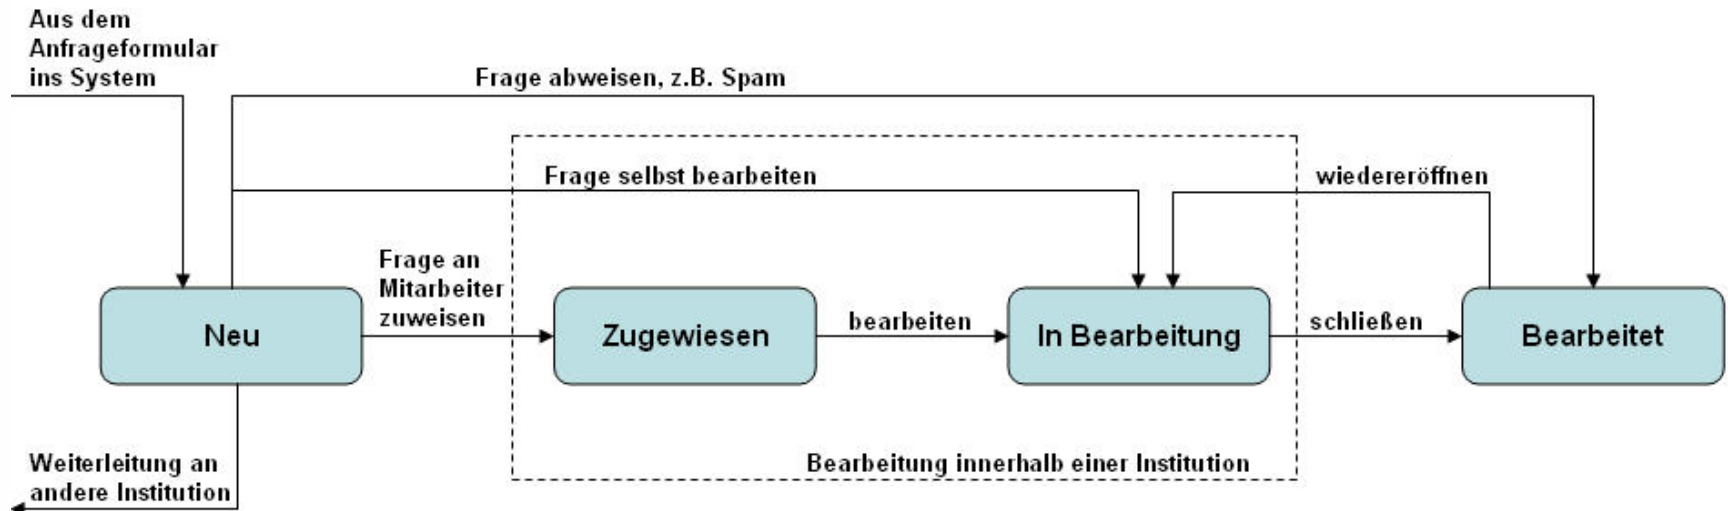 Aus dem
Anfrageformular
ins System
Frage abweisen, z.B. Spam
Frage selbst bearbeiten
wiedereröffnen
Frage an
Mitarbeiter
zuweisen
Neu
Zugewiesen
bearbeiten
In Bearbeitung
schließen
Bearbeitet
Weiterleitung an
andere Institution
Bearbeitung innerhalb einer Institution